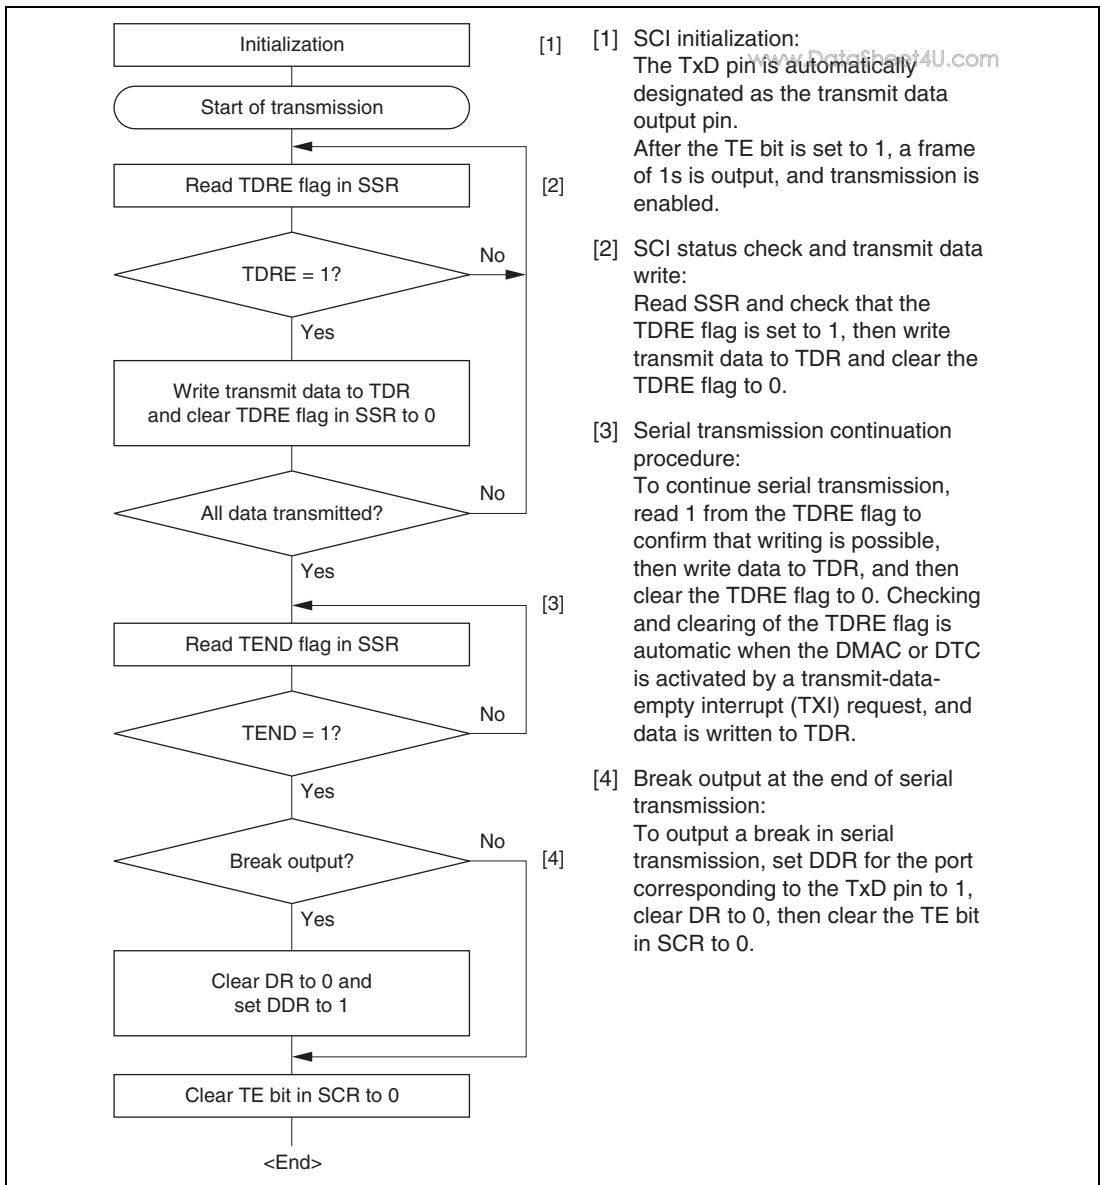 Initialization
[1]
Start of transmission
Read TDRE flag in SSR
[2]
TDRE = 1?
No
Yes
Write transmit data to TDR
and clear TDRE flag in SSR to 0
All data transmitted?
No
Yes
[3]
Read TEND flag in SSR
TEND = 1?
No
Yes
Break output?
No
[4]
Yes
Clear DR to 0 and
set DDR to 1
Clear TE bit in SCR to 0
<End>
[1] SCI initialization:
www.DataSheet4U.com
The TxD pin is automatically
designated as the transmit data
output pin.
After the TE bit is set to 1, a frame
of 1s is output, and transmission is
enabled.
[2] SCI status check and transmit data
write:
Read SSR and check that the
TDRE flag is set to 1, then write
transmit data to TDR and clear the
TDRE flag to 0.
[3] Serial transmission continuation
procedure:
To continue serial transmission,
read 1 from the TDRE flag to
confirm that writing is possible,
then write data to TDR, and then
clear the TDRE flag to 0. Checking
and clearing of the TDRE flag is
automatic when the DMAC or DTC
is activated by a transmit-data-
empty interrupt (TXI) request, and
data is written to TDR.
[4] Break output at the end of serial
transmission:
To output a break in serial
transmission, set DDR for the port
corresponding to the TxD pin to 1,
clear DR to 0, then clear the TE bit
in SCR to 0.